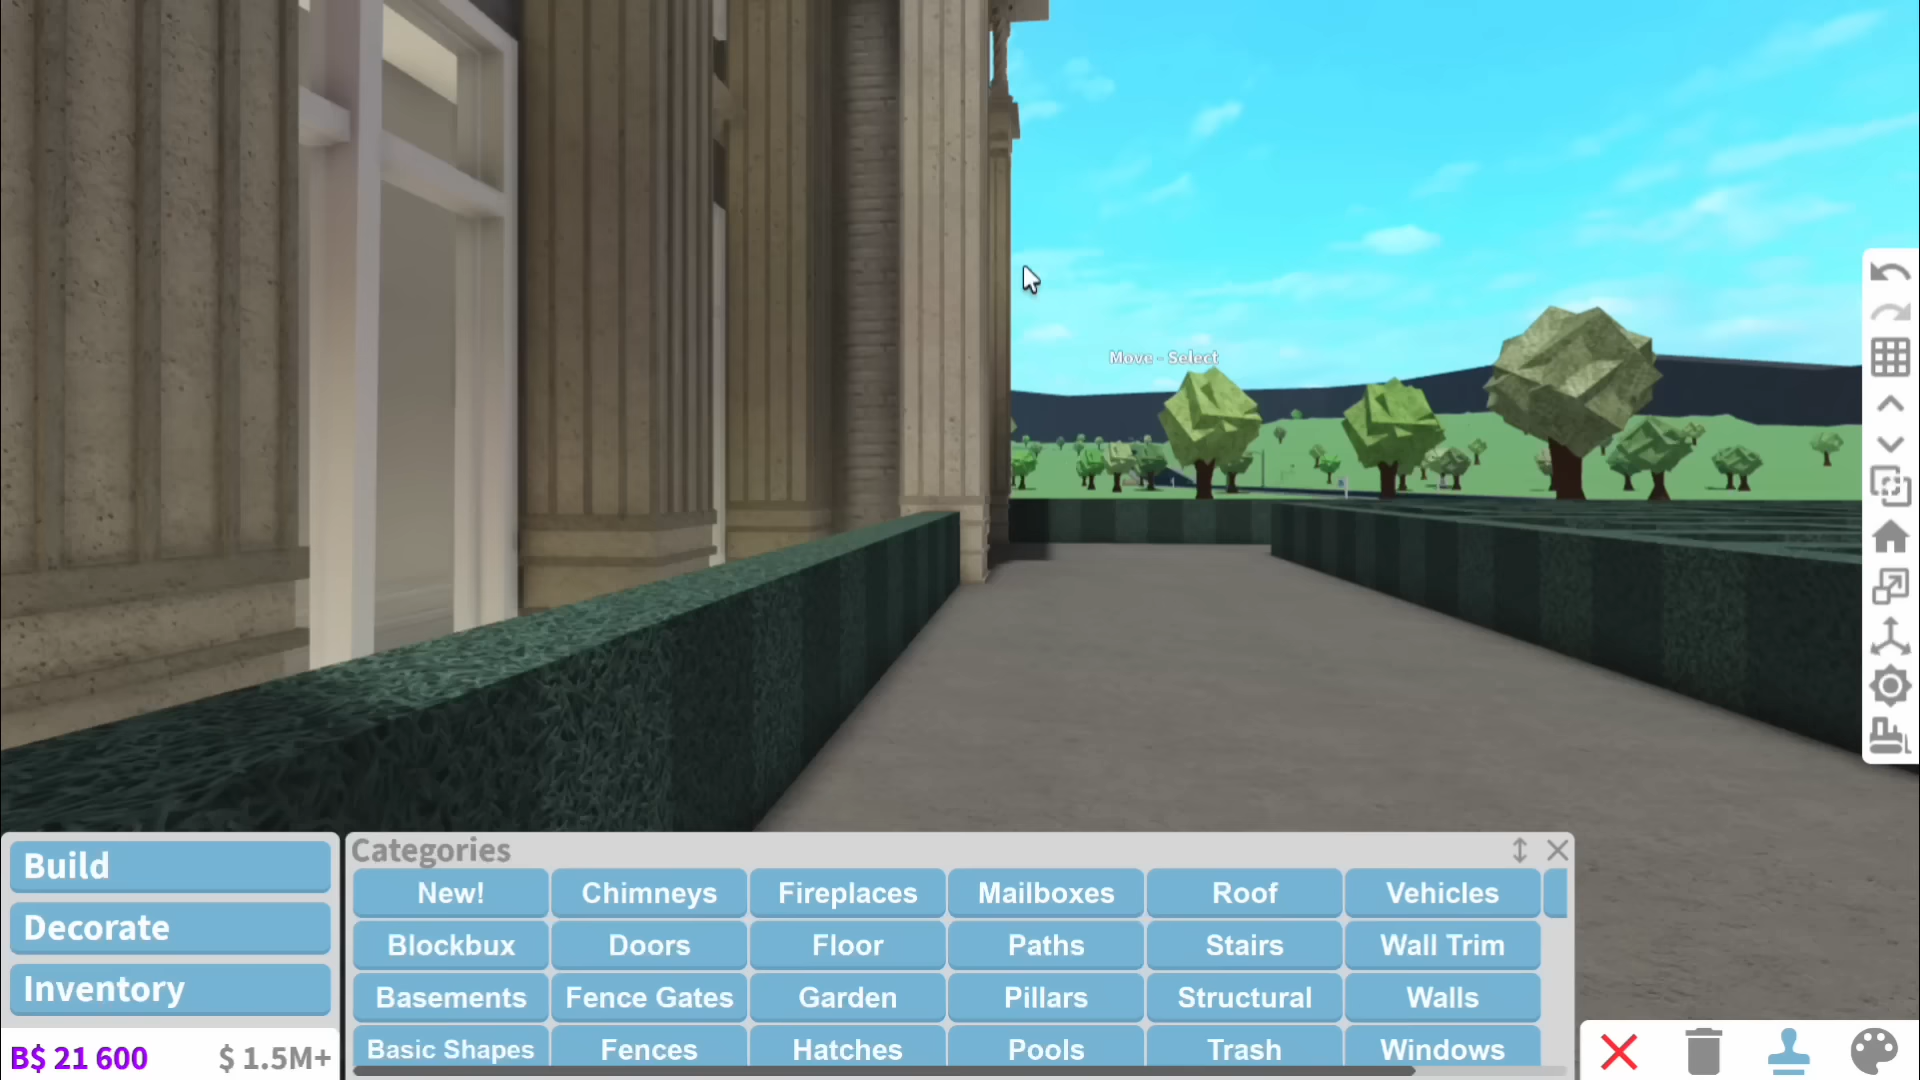 Move - Select
Build
Decorate
Inventory
B$ 21 600 $ 1.5M+
Categories
New! Chimneys Fireplaces Mailboxes Roof Vehicles
Blockbux Doors Floor Paths Stairs Wall Trim
Basements Fence Gates Garden Pillars Structural Walls
Basic Shapes Fences Hatches Pools Trash Windows